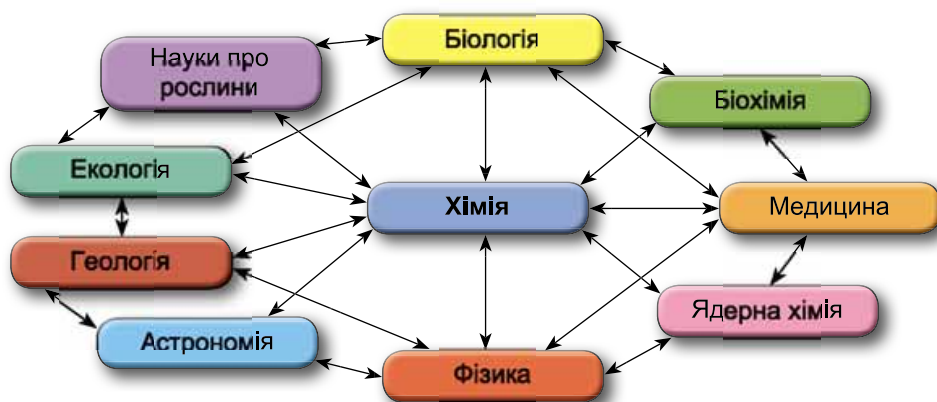 Біологія
Науки про
рослини
Біохімія
Екологія
Хімія
Медицина
Геологія
Ядерна хімія
Астрономія
Фізика